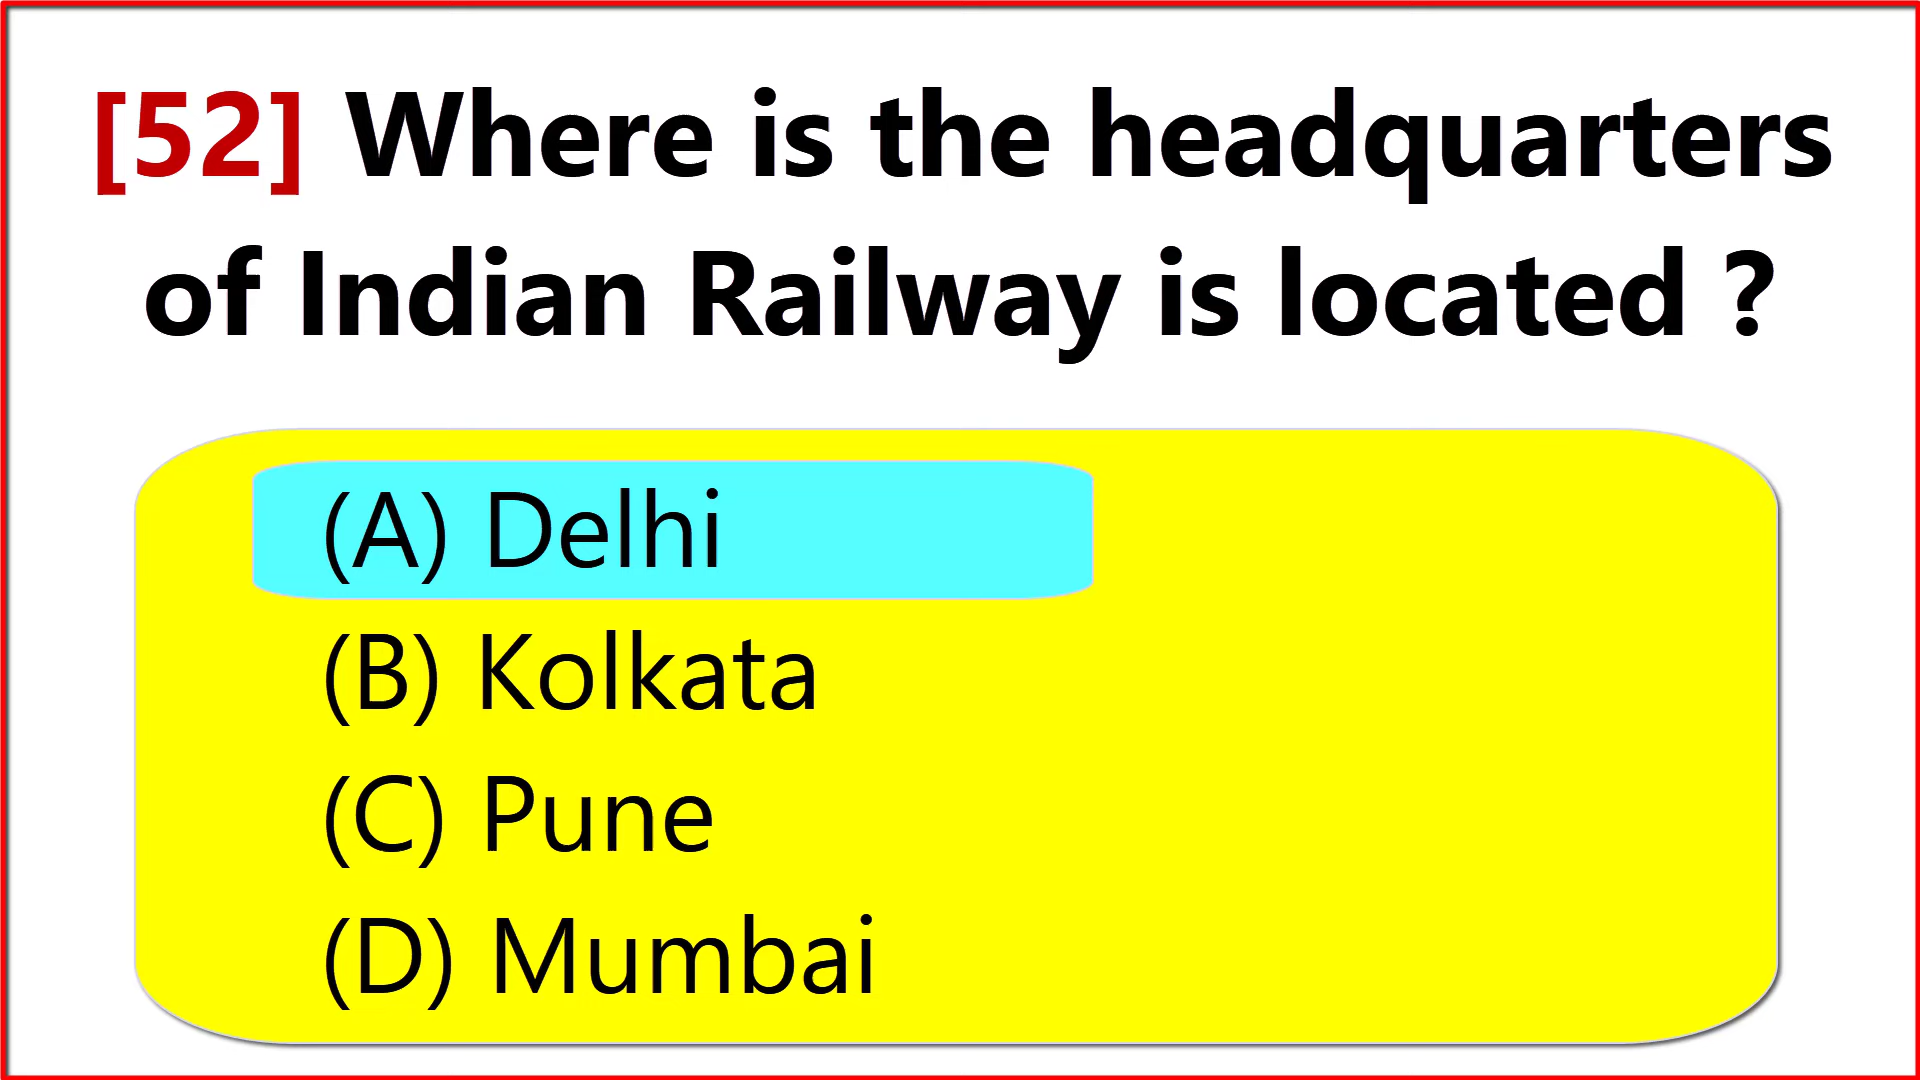 [52] Where is the headquarters
of Indian Railway is located ?
(A) Delhi
(B) Kolkata
(C) Pune
(D) Mumbai